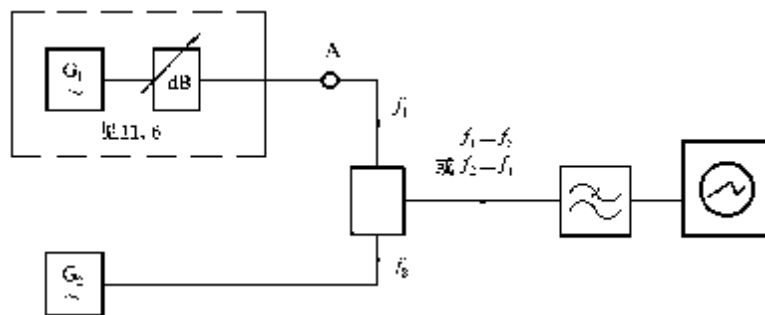 G₁
~
dB
见11.6
A
f₁
f₁−f₂
或 f₂−f₁
G₂
~
f₂